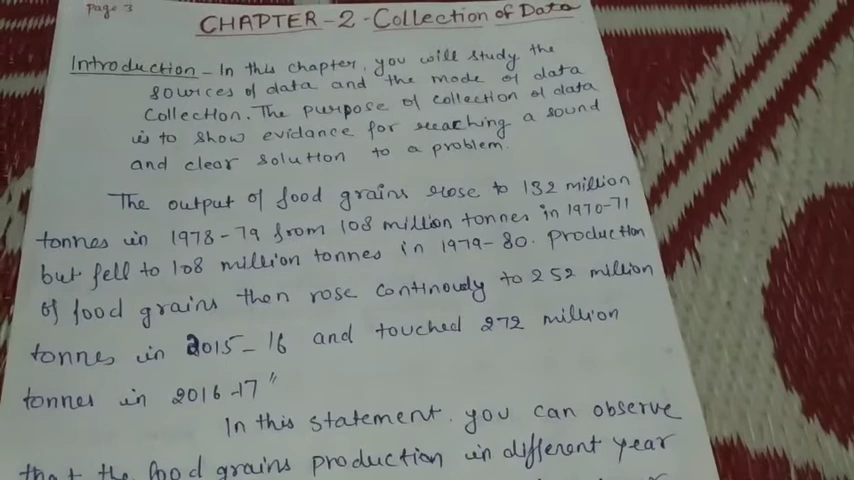 Page 3
CHAPTER-2-Collection of Data
Introduction - In this chapter, you will study the
sources of data and the mode of data
Collection. The purpose of collection of data
is to show evidance for reaching a sound
and clear solution to a problem.
The output of food grains rose to 132 million
tonnes in 1978-79 from 108 million tonnes in 1970-71
but fell to 108 million tonnes in 1979-80. Production
of food grains then rose continously to 252 million
tonnes in 2015-16 and touched 272 million
tonnes in 2016-17"
In this statement, you can observe
that the food grains production in different year